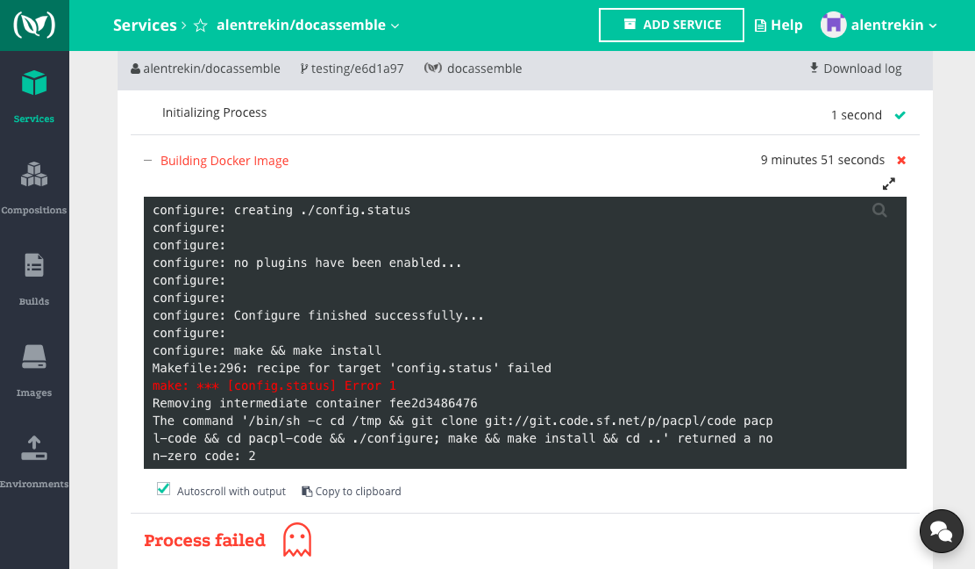 Services › alentrekin/docassemble
ADD SERVICE
Help
alentrekin
alentrekin/docassemble testing/e6d1a97 docassemble Download log
Services
Compositions
Builds
Images
Environments
Initializing Process 1 second
Building Docker Image 9 minutes 51 seconds
configure: creating ./config.status
configure:
configure:
configure: no plugins have been enabled...
configure:
configure:
configure: Configure finished successfully...
configure:
configure: make && make install
Makefile:296: recipe for target 'config.status' failed
make: *** [config.status] Error 1
Removing intermediate container fee2d3486476
The command '/bin/sh -c cd /tmp && git clone git://git.code.sf.net/p/pacpl/code pacp
l-code && cd pacpl-code && ./configure; make && make install && cd ..' returned a no
n-zero code: 2
Autoscroll with output Copy to clipboard
Process failed